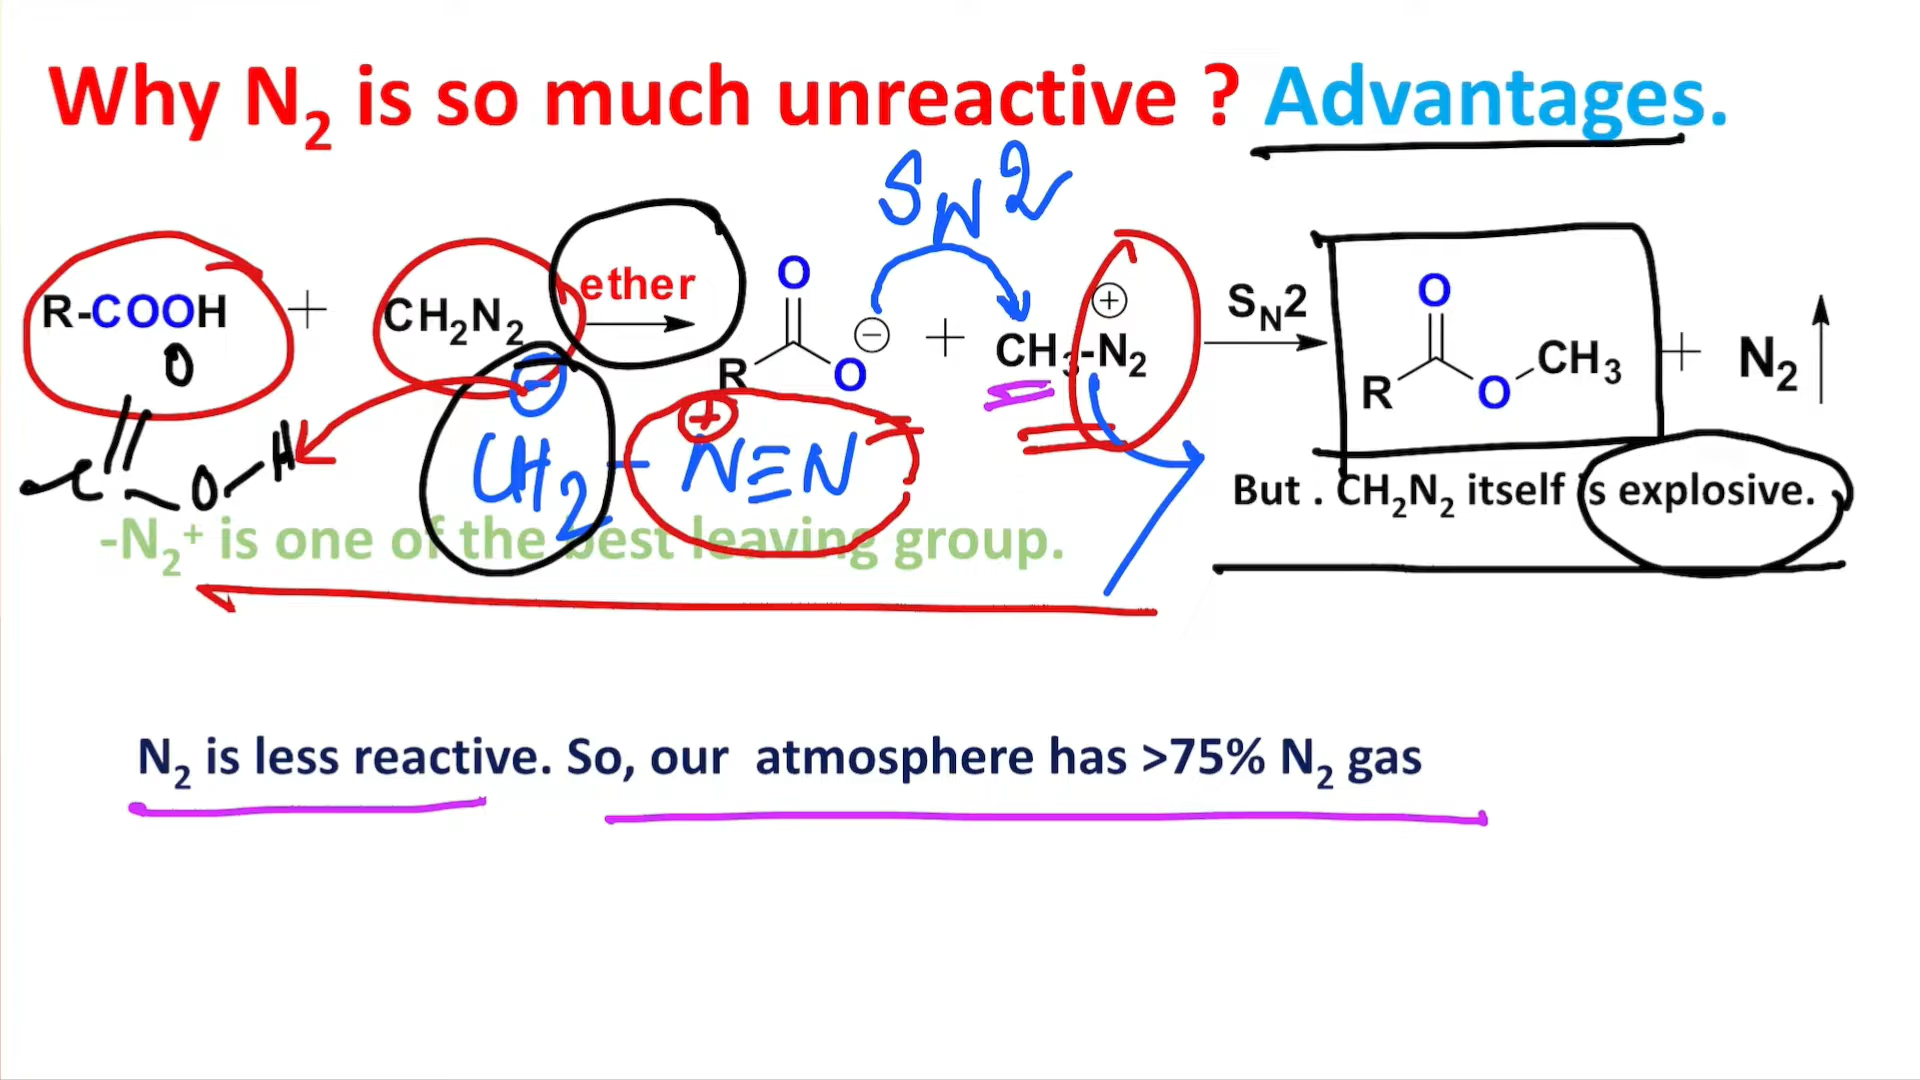 Why N₂ is so much unreactive ? Advantages.
S_N2
R-COOH + CH₂N₂ ether O R O ⊖ + CH₃-N₂ ⊕ S_N2 O R O CH₃ + N₂
O
C O H
⊖ CH₂ - ⊕ N≡N
But . CH₂N₂ itself is explosive.
-N₂⁺ is one of the best leaving group.
N₂ is less reactive. So, our atmosphere has >75% N₂ gas